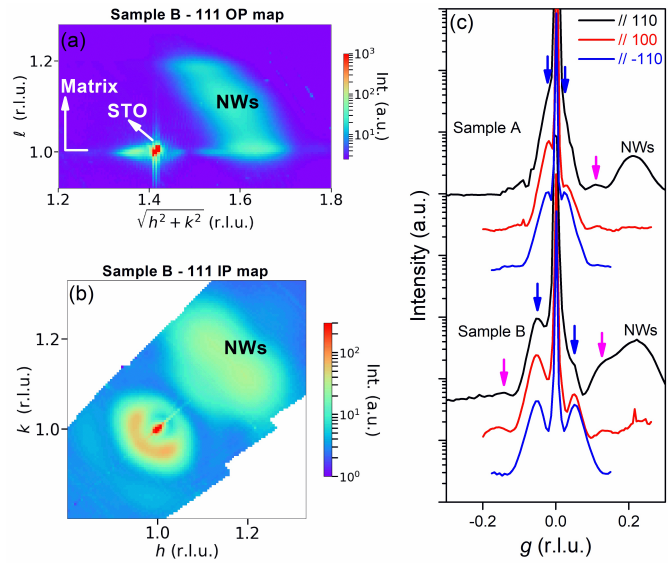 Sample B - 111 OP map
(a)
Matrix
STO
NWs
ℓ (r.l.u.)
1.2
1.0
1.2
1.4
1.6
1.8
√h²+k² (r.l.u.)
10³
10²
10¹
Int. (a.u.)
Sample B - 111 IP map
(b)
NWs
k (r.l.u.)
1.2
1.0
1.0
1.2
h (r.l.u.)
10²
10¹
10⁰
Int. (a.u.)
(c)
// 110
// 100
// -110
Sample A
NWs
Sample B
NWs
Intensity (a.u.)
-0.2
0.0
0.2
g (r.l.u.)